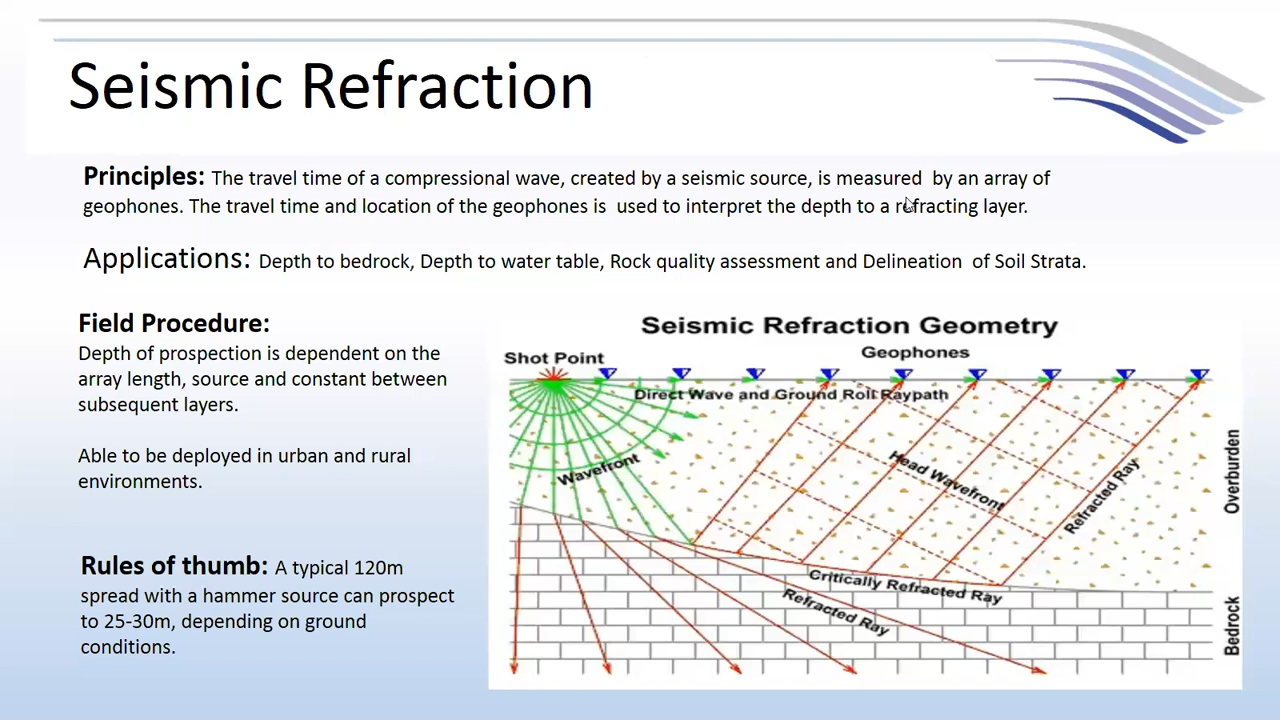 Seismic Refraction
Principles: The travel time of a compressional wave, created by a seismic source, is measured by an array of
geophones. The travel time and location of the geophones is used to interpret the depth to a refracting layer.
Applications: Depth to bedrock, Depth to water table, Rock quality assessment and Delineation of Soil Strata.
Field Procedure:
Depth of prospection is dependent on the
array length, source and constant between
subsequent layers.
Able to be deployed in urban and rural
environments.
Rules of thumb: A typical 120m
spread with a hammer source can prospect
to 25-30m, depending on ground
conditions.
Seismic Refraction Geometry
Shot Point
Geophones
Direct Wave and Ground Roll Raypath
Wavefront
Head Wavefront
Refracted Ray
Overburden
Critically Refracted Ray
Refracted Ray
Bedrock